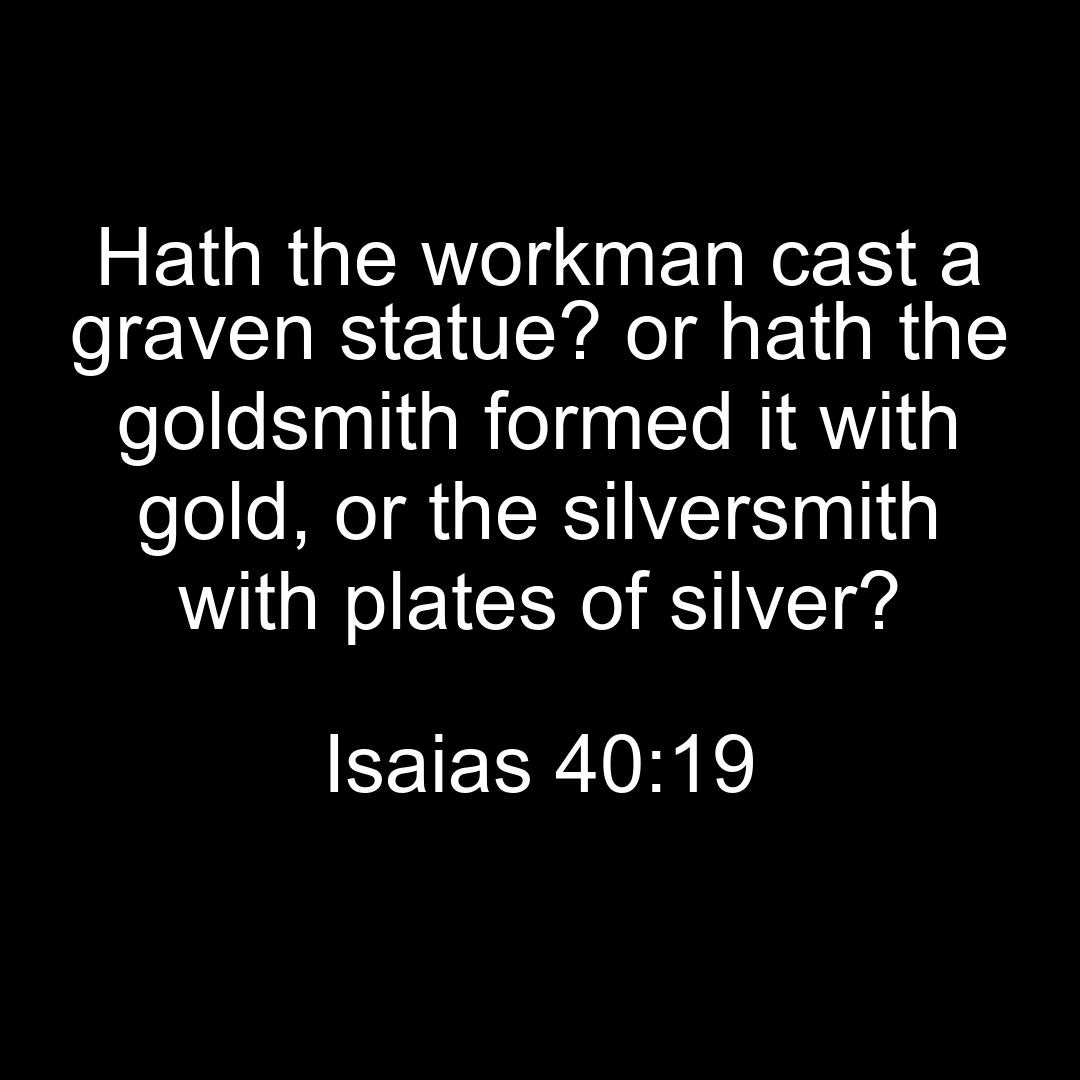 Hath the workman cast a
graven statue? or hath the
goldsmith formed it with
gold, or the silversmith
with plates of silver?
Isaias 40:19